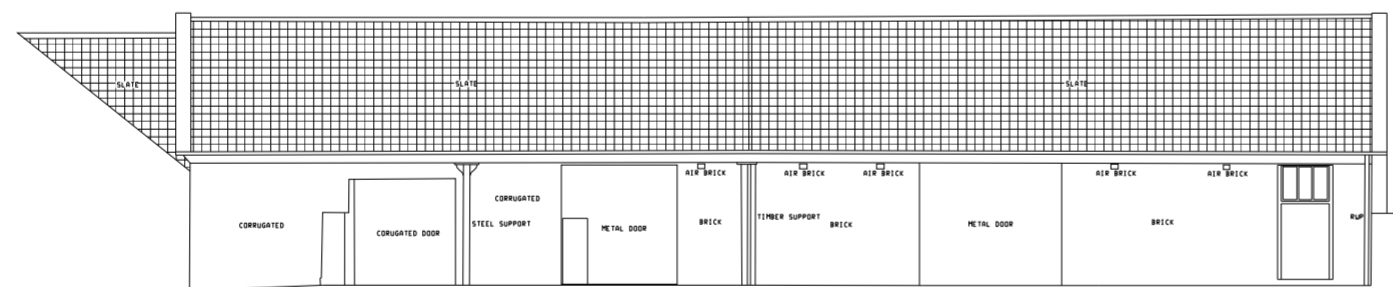 SLATE
SLATE
SLATE
AIR BRICK
AIR BRICK
AIR BRICK
AIR BRICK
AIR BRICK
CORRUGATED
CORRUGATED
CORUGATED DOOR
STEEL SUPPORT
METAL DOOR
BRICK
TIMBER SUPPORT
BRICK
METAL DOOR
BRICK
RWP